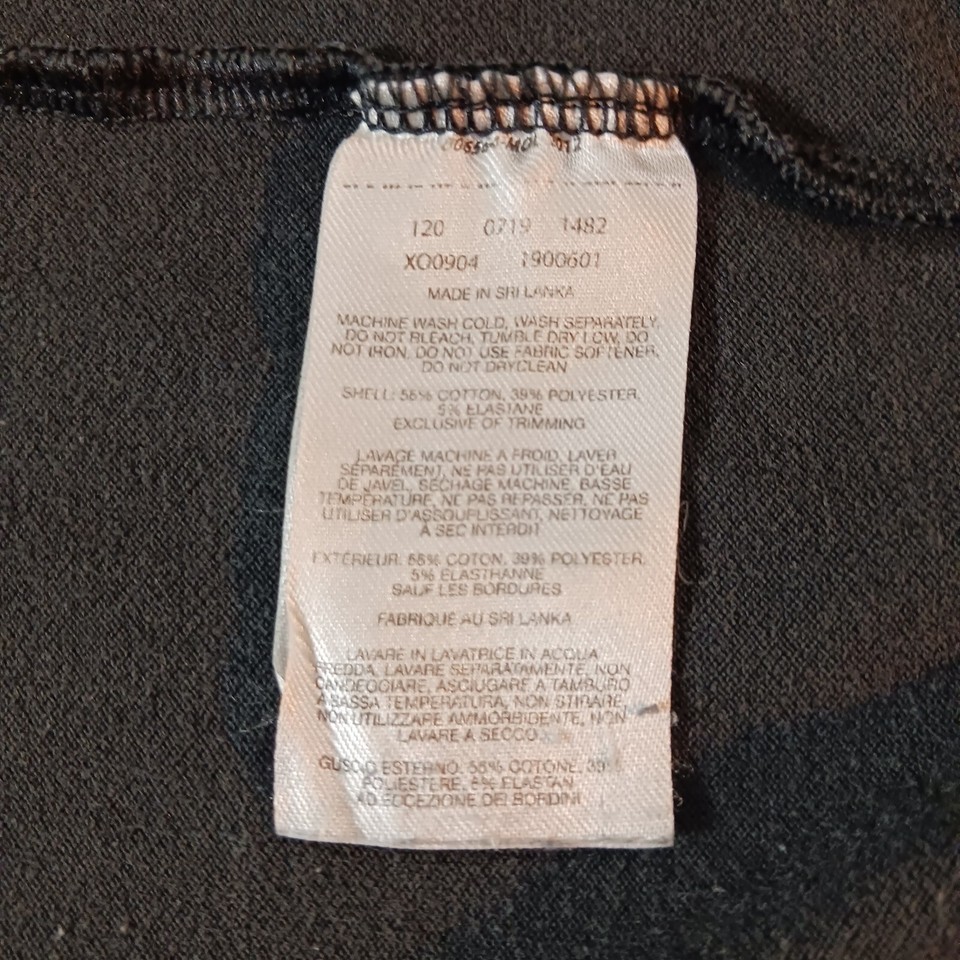 120 0719 1482
XO0904 1900601
MADE IN SRI LANKA
MACHINE WASH COLD, WASH SEPARATELY,
DO NOT BLEACH, TUMBLE DRY LOW, DO
NOT IRON, DO NOT USE FABRIC SOFTENER,
DO NOT DRYCLEAN
SHELL: 56% COTTON, 39% POLYESTER,
5% ELASTANE
EXCLUSIVE OF TRIMMING
LAVAGE MACHINE A FROID, LAVER
SÉPARÉMENT, NE PAS UTILISER D'EAU
DE JAVEL, SÉCHAGE MACHINE, BASSE
TEMPÉRATURE, NE PAS REPASSER, NE PAS
UTILISER D'ASSOUPLISSANT, NETTOYAGE
À SEC INTERDIT
EXTÉRIEUR: 56% COTON, 39% POLYESTER,
5% ÉLASTHANNE
SAUF LES BORDURES
FABRIQUÉ AU SRI LANKA
LAVARE IN LAVATRICE IN ACQUA
FREDDA, LAVARE SEPARATAMENTE, NON
CANDEGGIARE, ASCIUGARE A TAMBURO
A BASSA TEMPERATURA, NON STIRARE,
NON UTILIZZARE AMMORBIDENTE, NON
LAVARE A SECCO
GUSCIO ESTERNO: 56% COTONE, 39%
POLIESTERE, 5% ELASTAN
AD ECCEZIONE DEI BORDINI